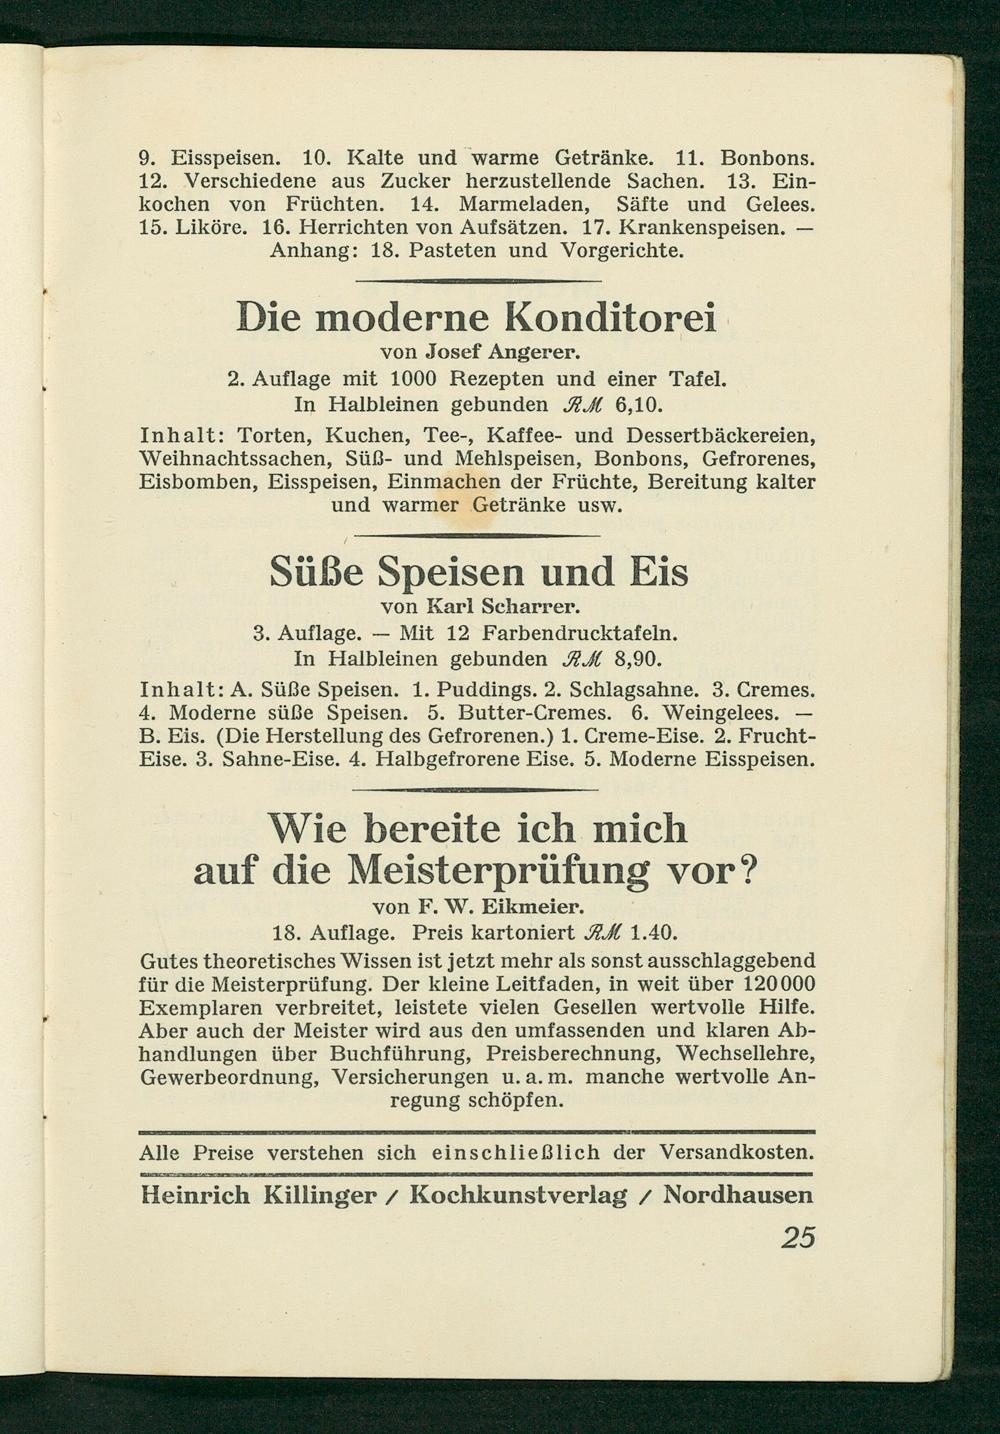 9. Eisspeisen. 10. Kalte und warme Getränke. 11. Bonbons.
12. Verschiedene aus Zucker herzustellende Sachen. 13. Ein-
kochen von Früchten. 14. Marmeladen, Säfte und Gelees.
15. Liköre. 16. Herrichten von Aufsätzen. 17. Krankenspeisen. —
Anhang: 18. Pasteten und Vorgerichte.
Die moderne Konditorei
von Josef Angerer.
2. Auflage mit 1000 Rezepten und einer Tafel.
In Halbleinen gebunden RM 6,10.
Inhalt: Torten, Kuchen, Tee-, Kaffee- und Dessertbäckereien,
Weihnachtssachen, Süß- und Mehlspeisen, Bonbons, Gefrorenes,
Eisbomben, Eisspeisen, Einmachen der Früchte, Bereitung kalter
und warmer Getränke usw.
Süße Speisen und Eis
von Karl Scharrer.
3. Auflage. — Mit 12 Farbendrucktafeln.
In Halbleinen gebunden RM 8,90.
Inhalt: A. Süße Speisen. 1. Puddings. 2. Schlagsahne. 3. Cremes.
4. Moderne süße Speisen. 5. Butter-Cremes. 6. Weingelees. —
B. Eis. (Die Herstellung des Gefrorenen.) 1. Creme-Eise. 2. Frucht-
Eise. 3. Sahne-Eise. 4. Halbgefrorene Eise. 5. Moderne Eisspeisen.
Wie bereite ich mich
auf die Meisterprüfung vor?
von F. W. Eikmeier.
18. Auflage. Preis kartoniert RM 1.40.
Gutes theoretisches Wissen ist jetzt mehr als sonst ausschlaggebend
für die Meisterprüfung. Der kleine Leitfaden, in weit über 120000
Exemplaren verbreitet, leistete vielen Gesellen wertvolle Hilfe.
Aber auch der Meister wird aus den umfassenden und klaren Ab-
handlungen über Buchführung, Preisberechnung, Wechsellehre,
Gewerbeordnung, Versicherungen u. a. m. manche wertvolle An-
regung schöpfen.
Alle Preise verstehen sich einschließlich der Versandkosten.
Heinrich Killinger / Kochkunstverlag / Nordhausen
25